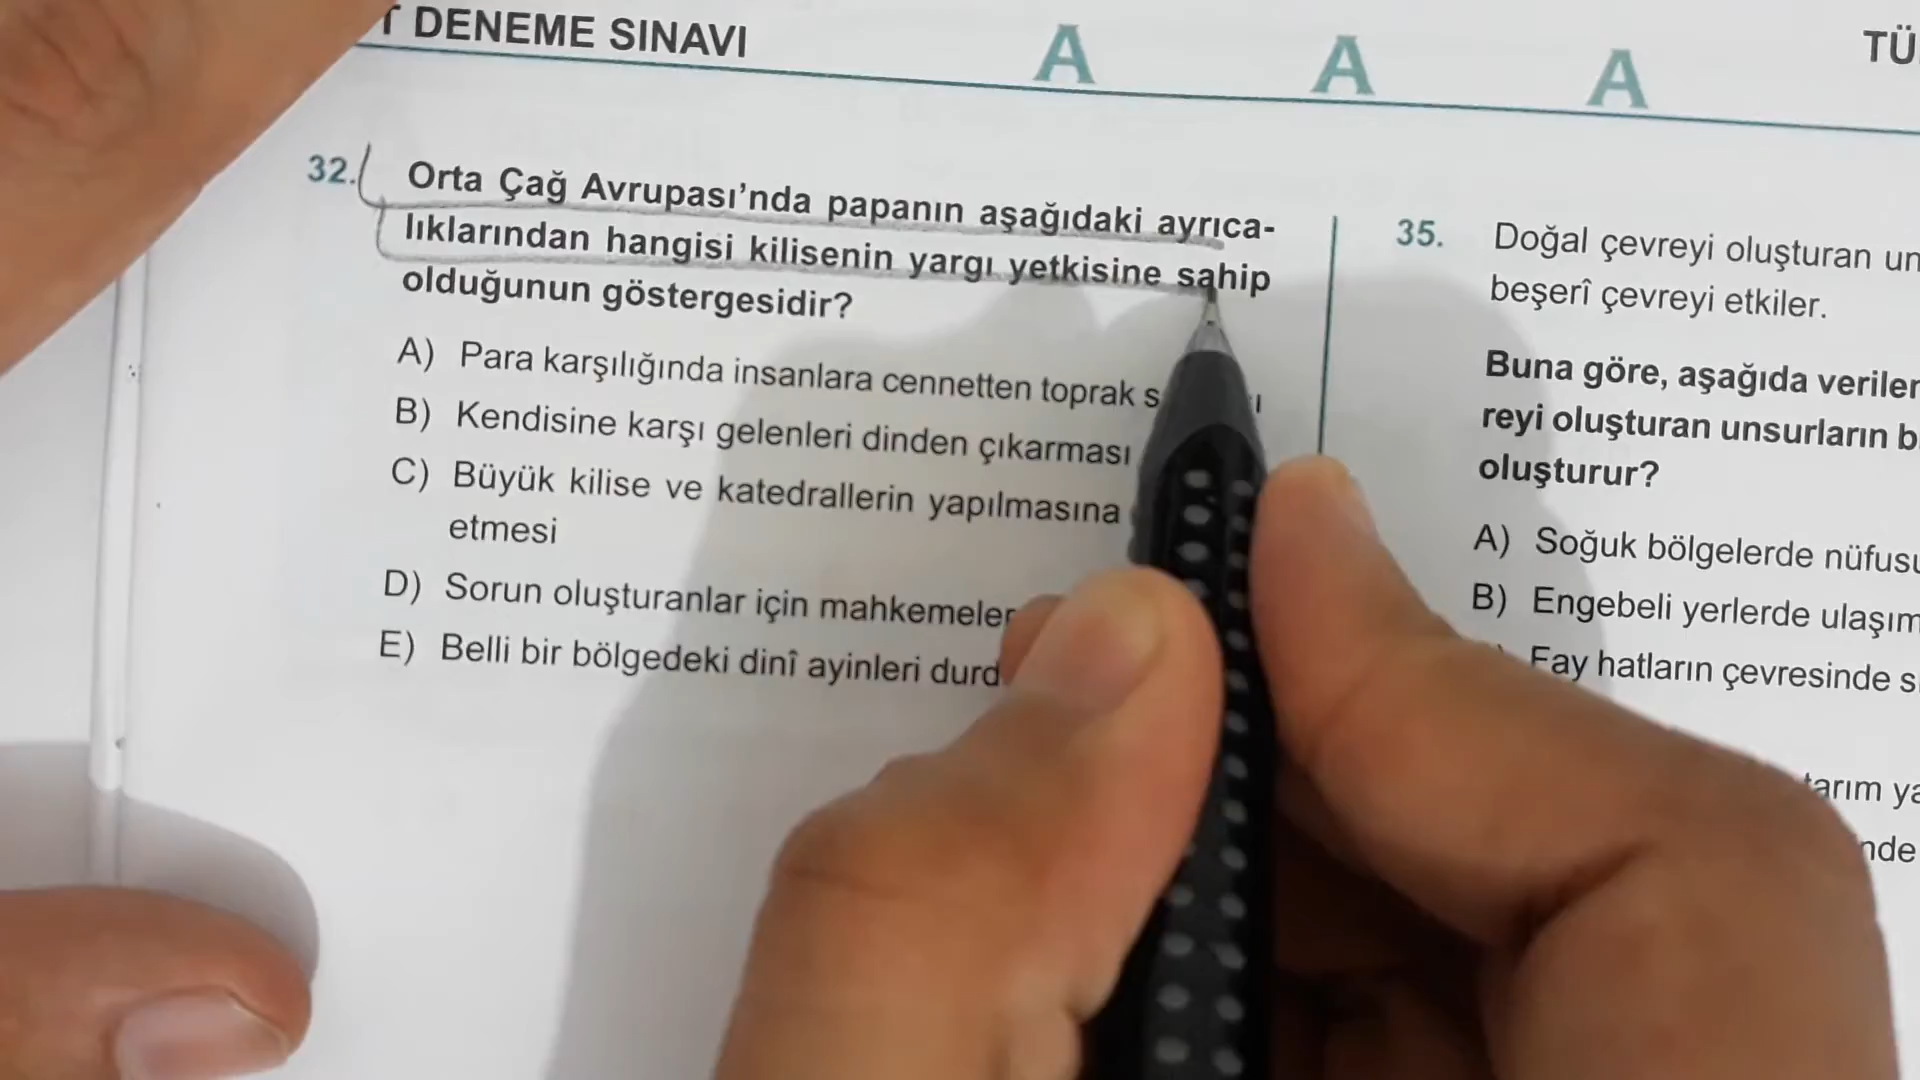 DENEME SINAVI
A A A
TÜ
32. Orta Çağ Avrupası’nda papanın aşağıdaki ayrıca-
lıklarından hangisi kilisenin yargı yetkisine sahip
olduğunun göstergesidir?
A) Para karşılığında insanlara cennetten toprak
B) Kendisine karşı gelenleri dinden çıkarması
C) Büyük kilise ve katedrallerin yapılmasına
etmesi
D) Sorun oluşturanlar için mahkemeler
E) Belli bir bölgedeki dinî ayinleri durd
35. Doğal çevreyi oluşturan un
beşerî çevreyi etkiler.
Buna göre, aşağıda verilen
reyi oluşturan unsurların b
oluşturur?
A) Soğuk bölgelerde nüfusu
B) Engebeli yerlerde ulaşım
Fay hatların çevresinde s
tarım ya
nde